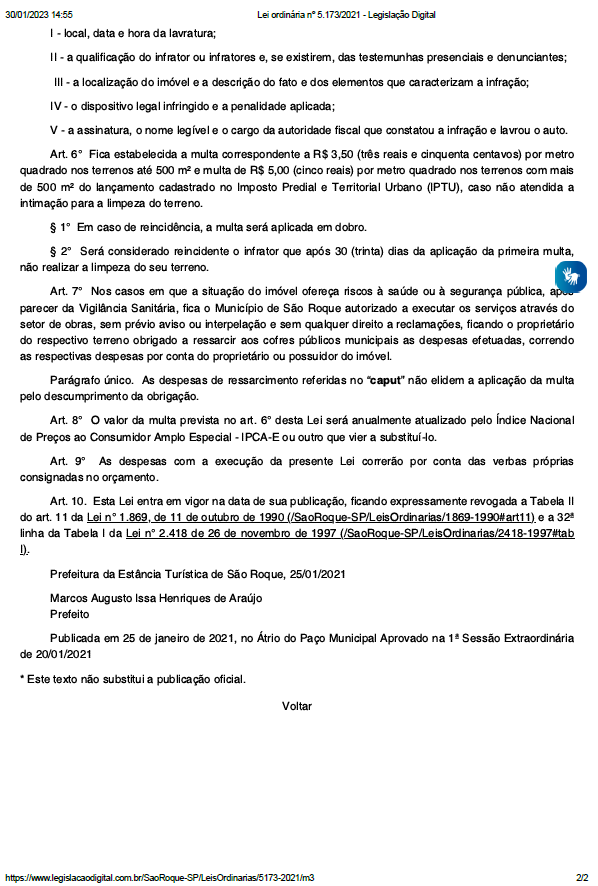 30/01/2023 14:55 Lei ordinária nº 5.173/2021 - Legislação Digital
I - local, data e hora da lavratura;
II - a qualificação do infrator ou infratores e, se existirem, das testemunhas presenciais e denunciantes;
III - a localização do imóvel e a descrição do fato e dos elementos que caracterizam a infração;
IV - o dispositivo legal infringido e a penalidade aplicada;
V - a assinatura, o nome legível e o cargo da autoridade fiscal que constatou a infração e lavrou o auto.
Art. 6° Fica estabelecida a multa correspondente a R$ 3,50 (três reais e cinquenta centavos) por metro
quadrado nos terrenos até 500 m² e multa de R$ 5,00 (cinco reais) por metro quadrado nos terrenos com mais
de 500 m² do lançamento cadastrado no Imposto Predial e Territorial Urbano (IPTU), caso não atendida a
intimação para a limpeza do terreno.
§ 1° Em caso de reincidência, a multa será aplicada em dobro.
§ 2° Será considerado reincidente o infrator que após 30 (trinta) dias da aplicação da primeira multa,
não realizar a limpeza do seu terreno.
Art. 7° Nos casos em que a situação do imóvel ofereça riscos à saúde ou à segurança pública, após
parecer da Vigilância Sanitária, fica o Município de São Roque autorizado a executar os serviços através do
setor de obras, sem prévio aviso ou interpelação e sem qualquer direito a reclamações, ficando o proprietário
do respectivo terreno obrigado a ressarcir aos cofres públicos municipais as despesas efetuadas, correndo
as respectivas despesas por conta do proprietário ou possuidor do imóvel.
Parágrafo único. As despesas de ressarcimento referidas no “caput” não elidem a aplicação da multa
pelo descumprimento da obrigação.
Art. 8° O valor da multa prevista no art. 6° desta Lei será anualmente atualizado pelo Índice Nacional
de Preços ao Consumidor Amplo Especial - IPCA-E ou outro que vier a substituí-lo.
Art. 9° As despesas com a execução da presente Lei correrão por conta das verbas próprias
consignadas no orçamento.
Art. 10. Esta Lei entra em vigor na data de sua publicação, ficando expressamente revogada a Tabela II
do art. 11 da Lei n° 1.869, de 11 de outubro de 1990 (/SaoRoque-SP/LeisOrdinarias/1869-1990#art11) e a 32ª
linha da Tabela I da Lei n° 2.418 de 26 de novembro de 1997 (/SaoRoque-SP/LeisOrdinarias/2418-1997#tab
I).
Prefeitura da Estância Turística de São Roque, 25/01/2021
Marcos Augusto Issa Henriques de Araújo
Prefeito
Publicada em 25 de janeiro de 2021, no Átrio do Paço Municipal Aprovado na 1ª Sessão Extraordinária
de 20/01/2021
* Este texto não substitui a publicação oficial.
Voltar
https://www.legislacaodigital.com.br/SaoRoque-SP/LeisOrdinarias/5173-2021/m3 2/2